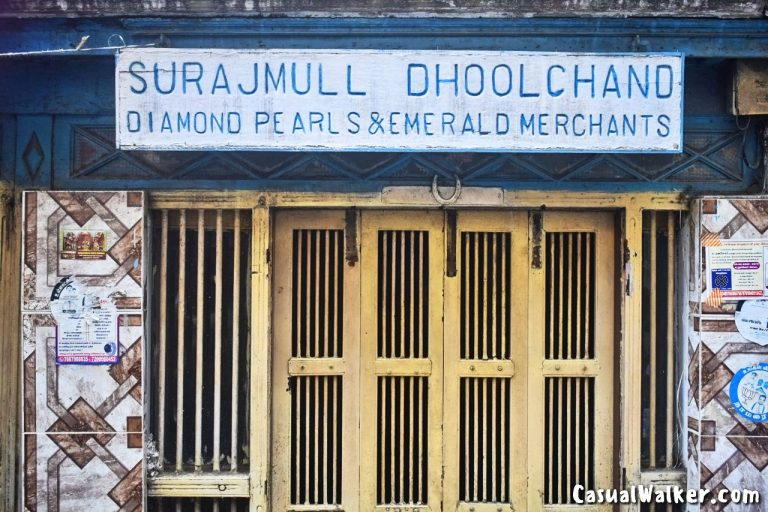 SURAJMULL DHOOLCHAND
DIAMOND PEARLS & EMERALD MERCHANTS
CASUALWALKER.COM